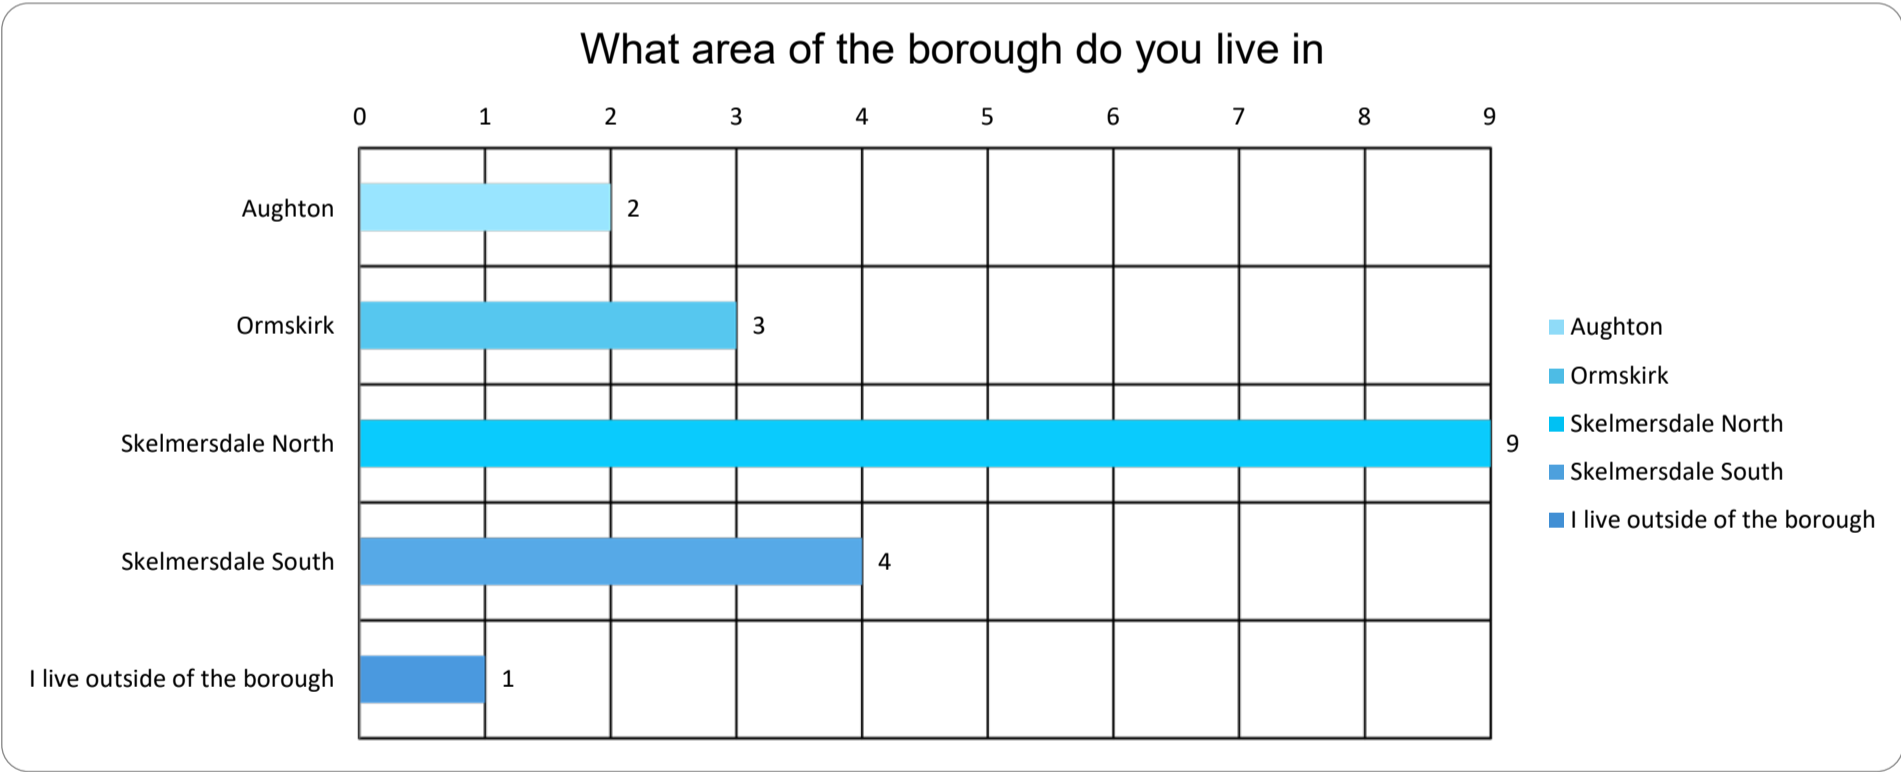 What area of the borough do you live in
0 1 2 3 4 5 6 7 8 9
Aughton 2
Ormskirk 3
Skelmersdale North 9
Skelmersdale South 4
I live outside of the borough 1
Aughton
Ormskirk
Skelmersdale North
Skelmersdale South
I live outside of the borough